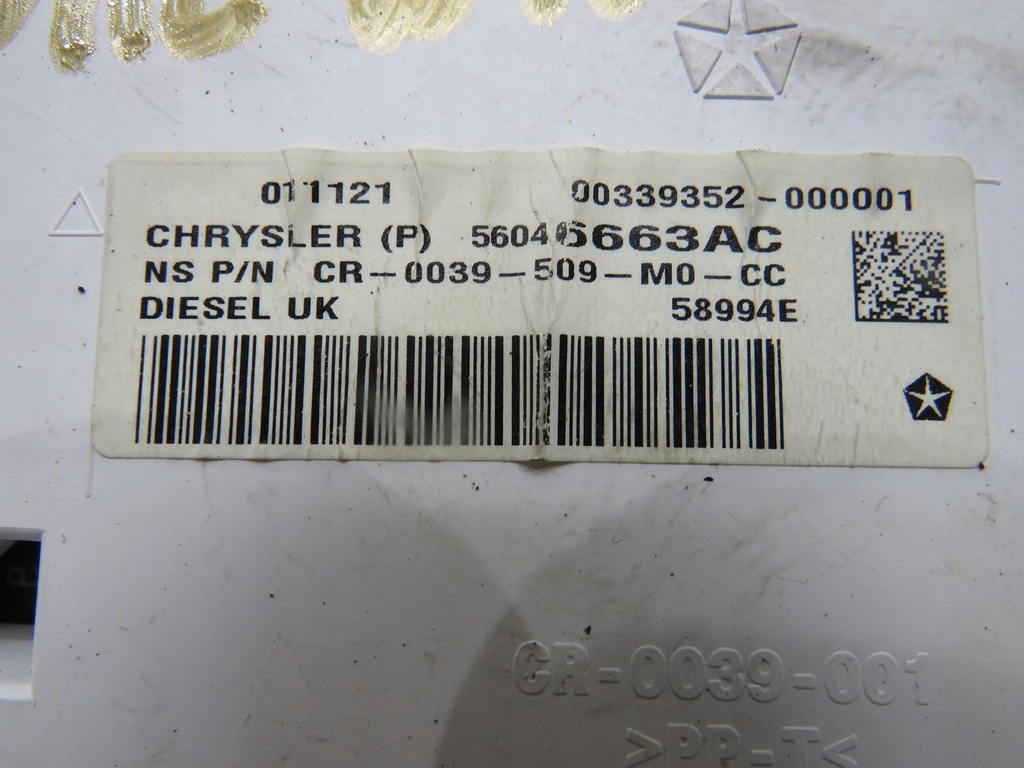 011121 00339352-000001
CHRYSLER (P) 56046663AC
NS P/N CR-0039-509-M0-CC
DIESEL UK 58994E
CR-0039-001
>PP-T<